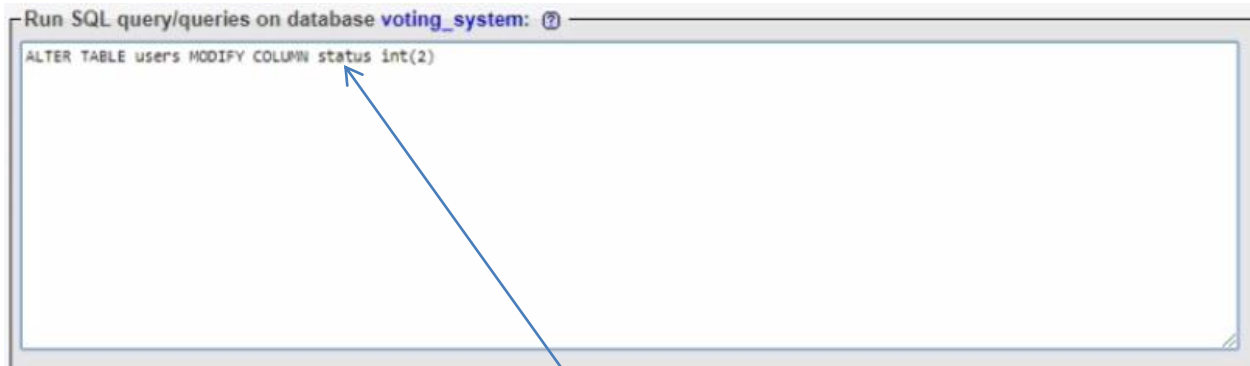 Run SQL query/queries on database voting_system:
ALTER TABLE users MODIFY COLUMN status int(2)